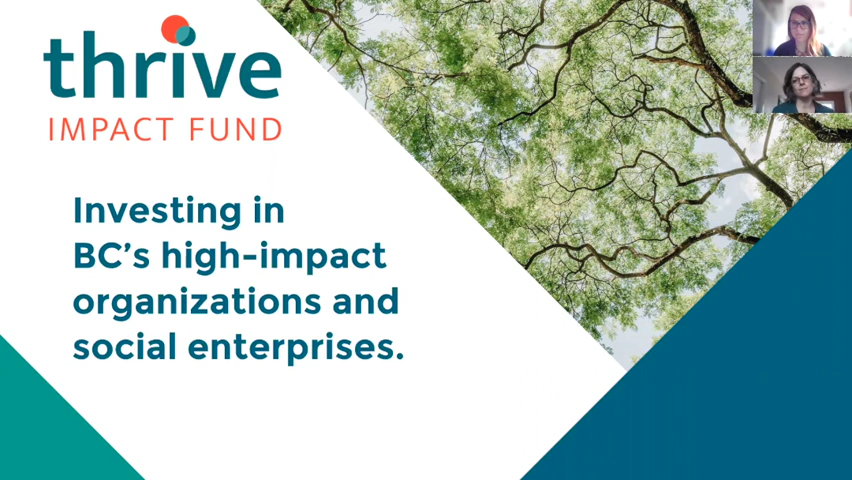 thrive
IMPACT FUND
Investing in
BC’s high-impact
organizations and
social enterprises.